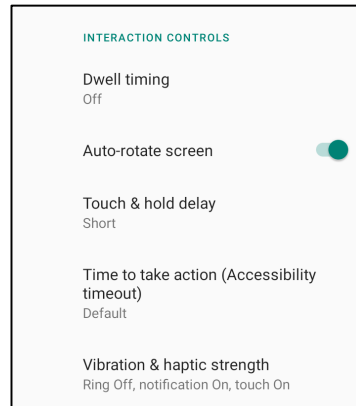 INTERACTION CONTROLS
Dwell timing
Off
Auto-rotate screen
Touch & hold delay
Short
Time to take action (Accessibility
timeout)
Default
Vibration & haptic strength
Ring Off, notification On, touch On